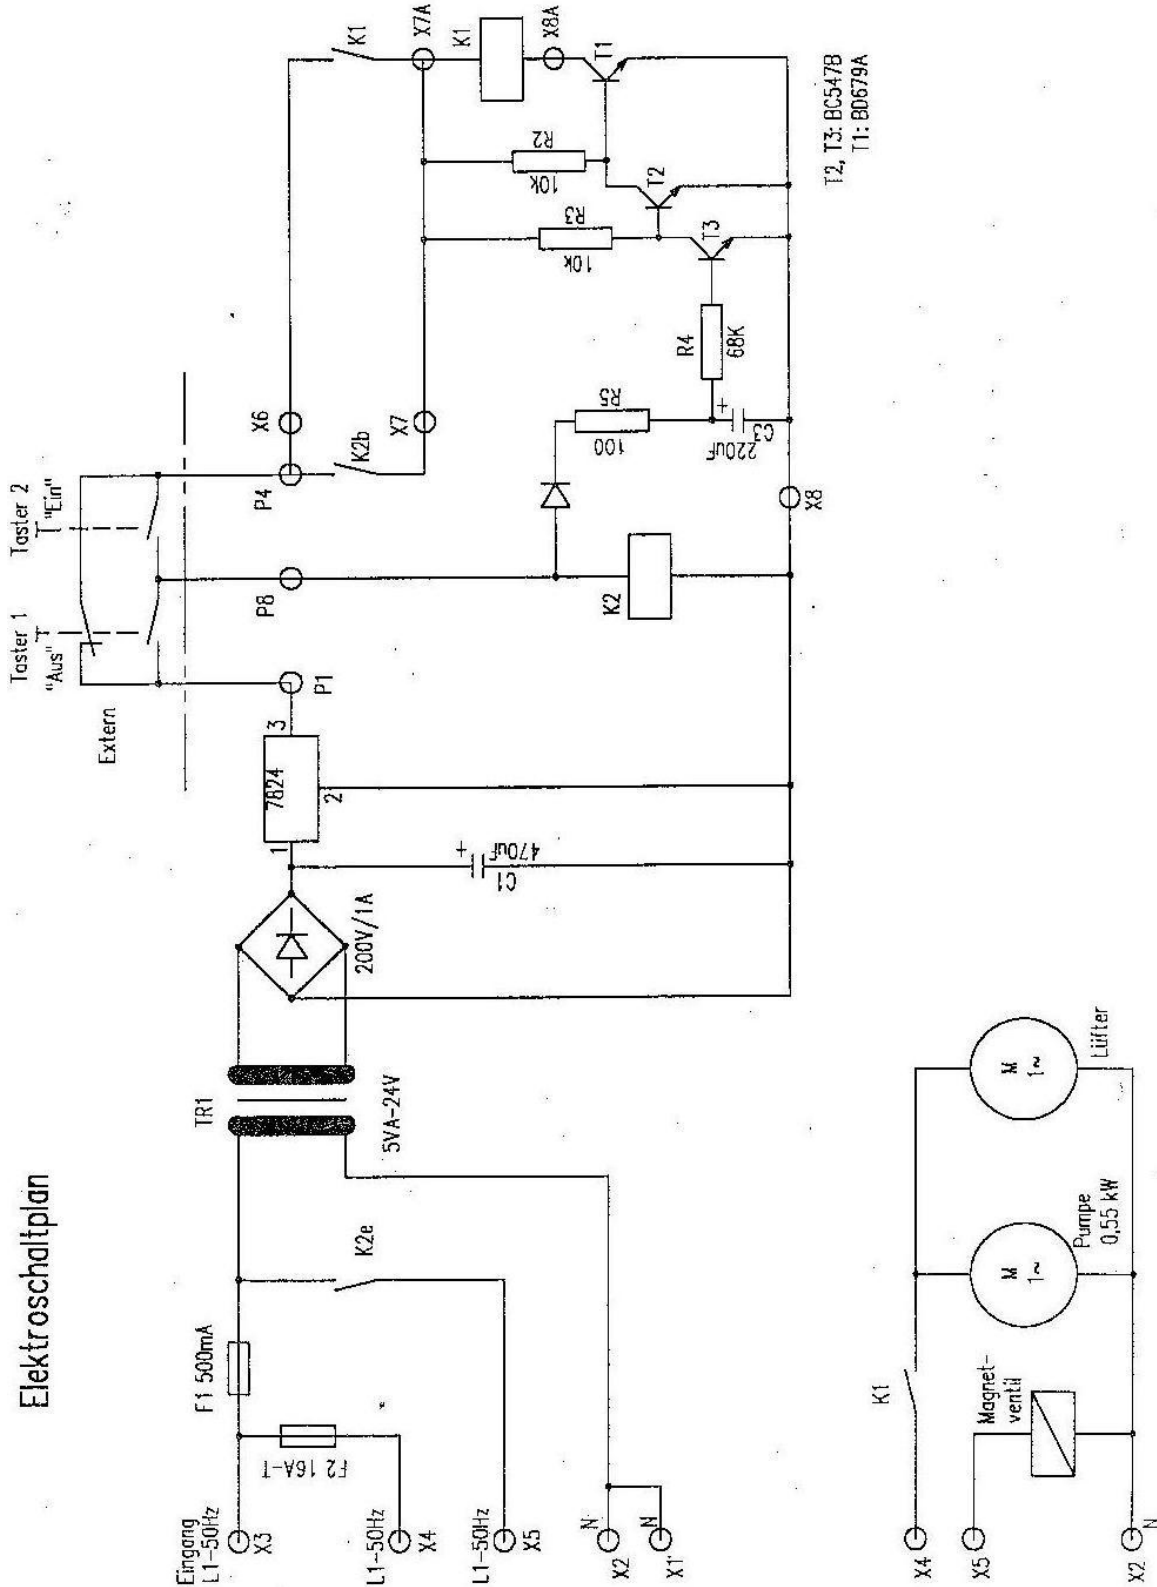 Elektroschaltplan
Eingang
L1-50Hz
X3
F1 500mA
F2 16A-T
L1-50Hz
X4
L1-50Hz
X5
K2e
N
X2
N
X1
TR1
5VA-24V
200V/1A
C1
470uF
+
1
7824
3
2
P1
Extern
Taster 1
"Aus"
Taster 2
"Ein"
P8
P4
X6
K2b
X7
K2
X8
R5
100
+
C3
220uF
R4
68K
R3
10k
R2
10k
T3
T2
T1
K1
X7A
K1
X8A
T2, T3: BC547B
T1: BD679A
X4
K1
X5
Magnet-
ventil
X2
N
M
1~
Pumpe
0,55 kW
M
1~
Lüfter